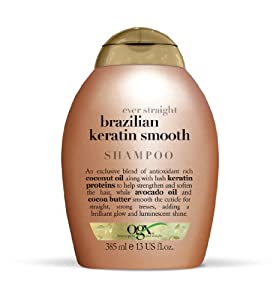 ever straight
brazilian
keratin smooth
SHAMPOO
An exclusive blend of antioxidant rich
coconut oil along with lush keratin
proteins to help strengthen and soften
the hair, while avocado oil and
cocoa butter smooth the cuticle for
straight, strong tresses, adding a
brilliant glow and luminescent shine.
ogx
365 ml e 13 US fl.oz.